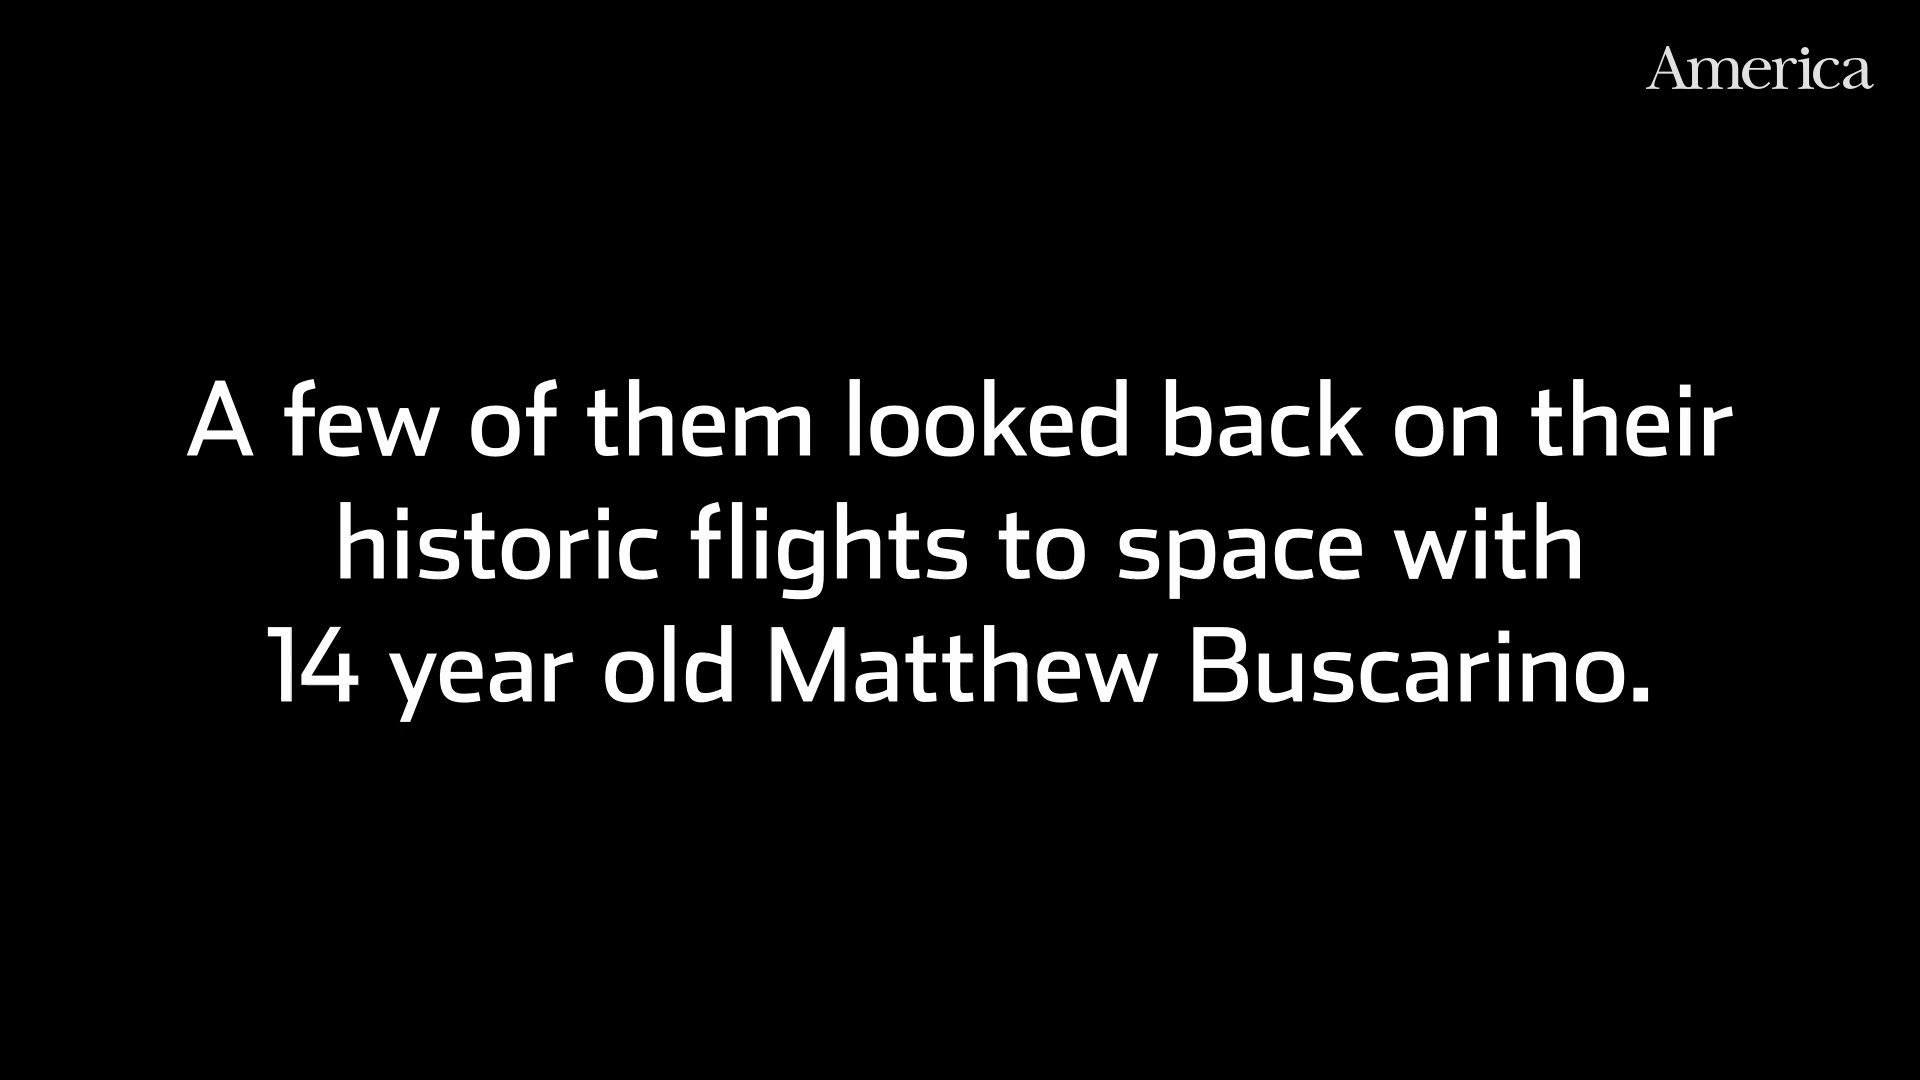 America
A few of them looked back on their
historic flights to space with
14 year old Matthew Buscarino.